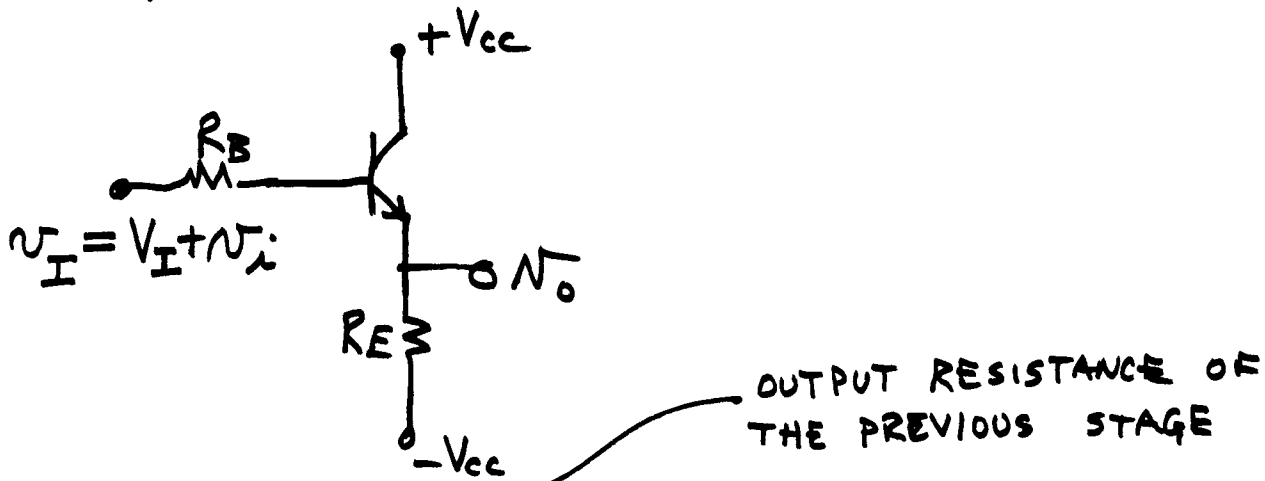 +Vcc
RB
vI = VI + vi
vo
RE
OUTPUT RESISTANCE OF
THE PREVIOUS STAGE
-Vcc